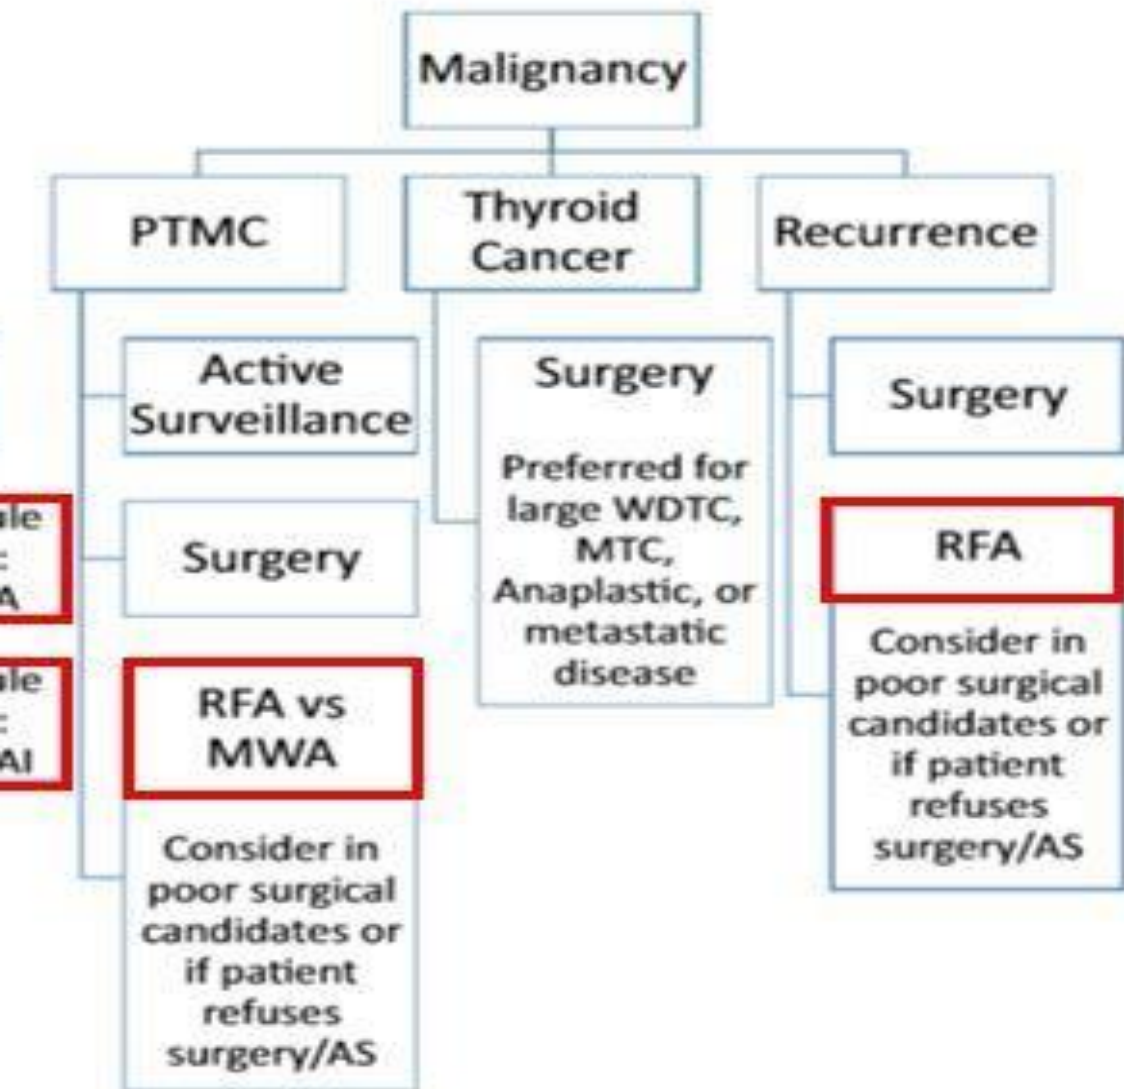 Malignancy
PTMC
Active
Surveillance
Surgery
RFA vs
MWA
Consider in
poor surgical
candidates or
if patient
refuses
surgery/AS
Thyroid
Cancer
Surgery
Preferred for
large WDTC,
MTC,
Anaplastic, or
metastatic
disease
Recurrence
Surgery
RFA
Consider in
poor surgical
candidates or
if patient
refuses
surgery/AS